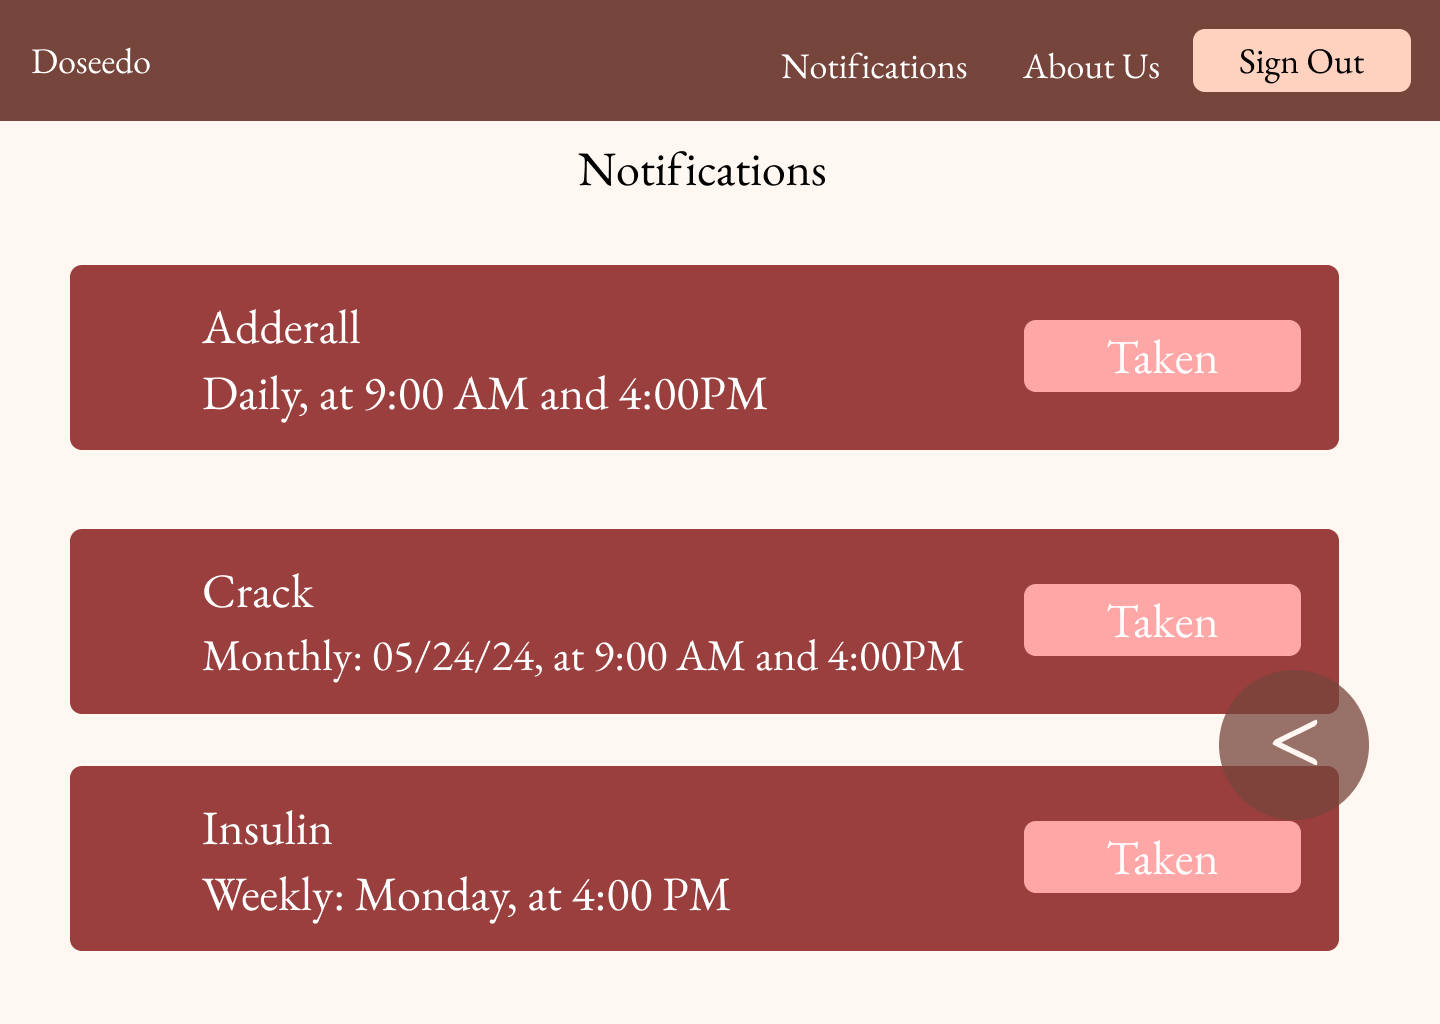 Doseedo
Notifications
About Us
Sign Out
Notifications
Adderall
Daily, at 9:00 AM and 4:00PM
Taken
Crack
Monthly: 05/24/24, at 9:00 AM and 4:00PM
Taken
<
Insulin
Weekly: Monday, at 4:00 PM
Taken